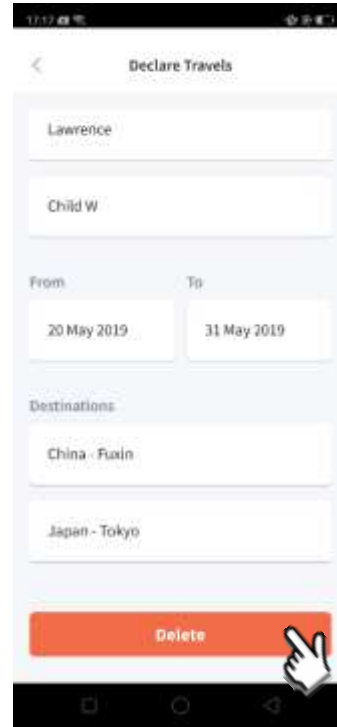 17:17
Declare Travels
Lawrence
Child W
From To
20 May 2019 31 May 2019
Destinations
China - Fuxin
Japan - Tokyo
Delete